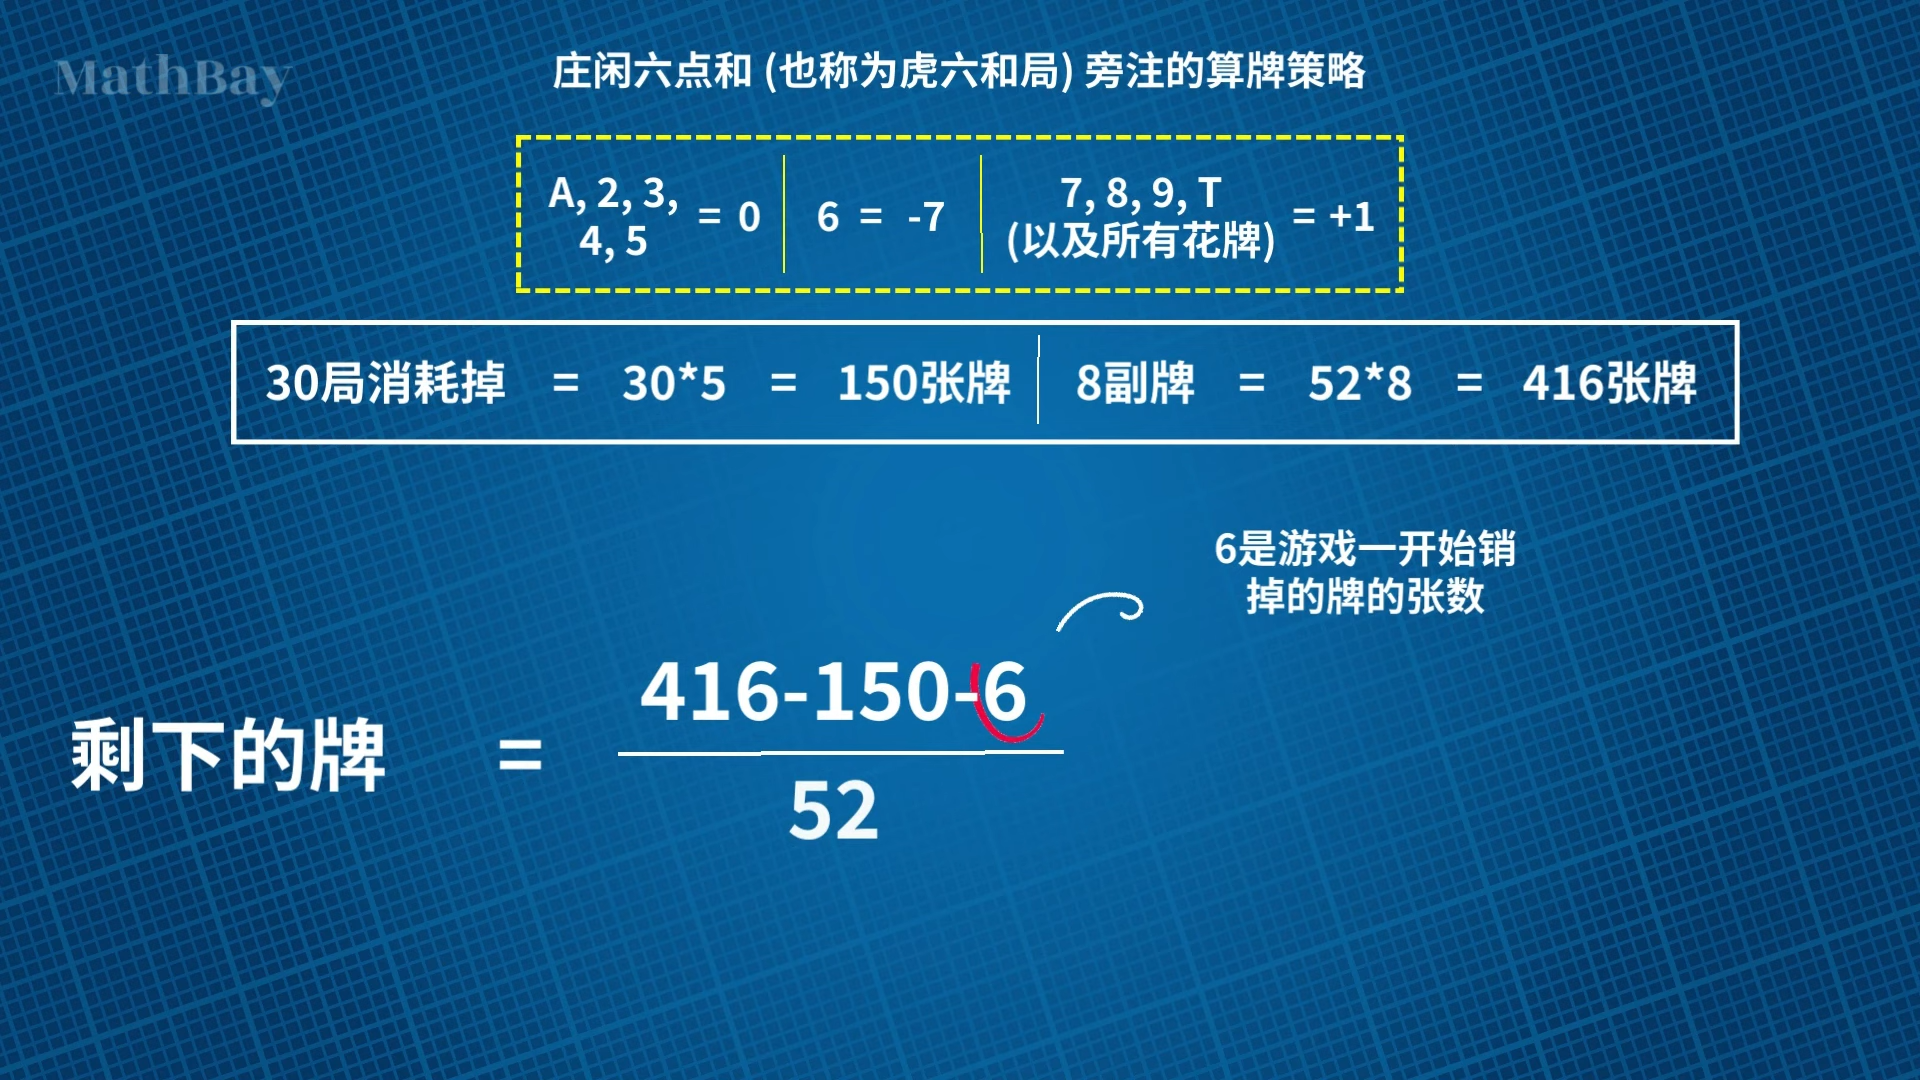 MathBay
庄闲六点和 (也称为虎六和局) 旁注的算牌策略
A, 2, 3,
4, 5
= 0
6 = -7
7, 8, 9, T
(以及所有花牌)
= +1
30局消耗掉 = 30*5 = 150张牌
8副牌 = 52*8 = 416张牌
6是游戏一开始销
掉的牌的张数
剩下的牌 =
416-150-6
52